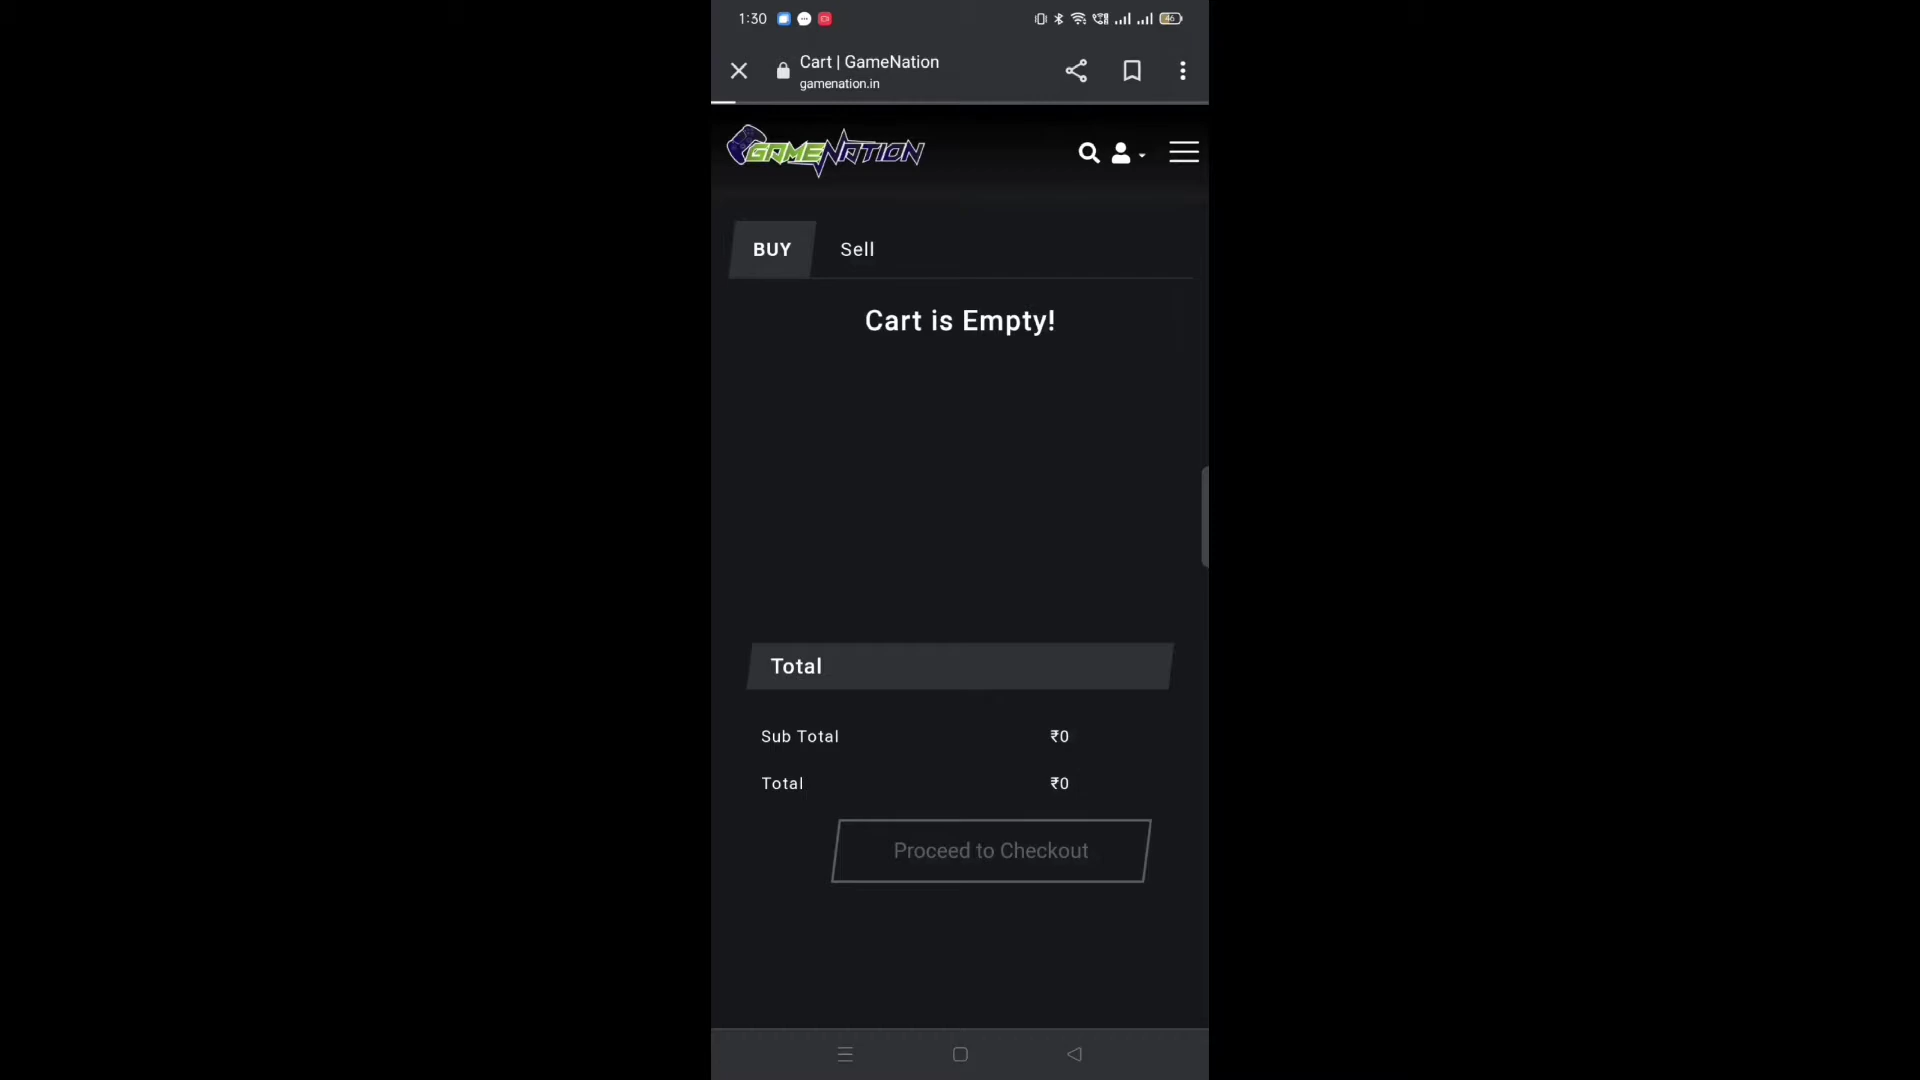 1:30
46
Cart | GameNation
gamenation.in
GAMENATION
BUY
Sell
Cart is Empty!
Total
Sub Total ₹0
Total ₹0
Proceed to Checkout